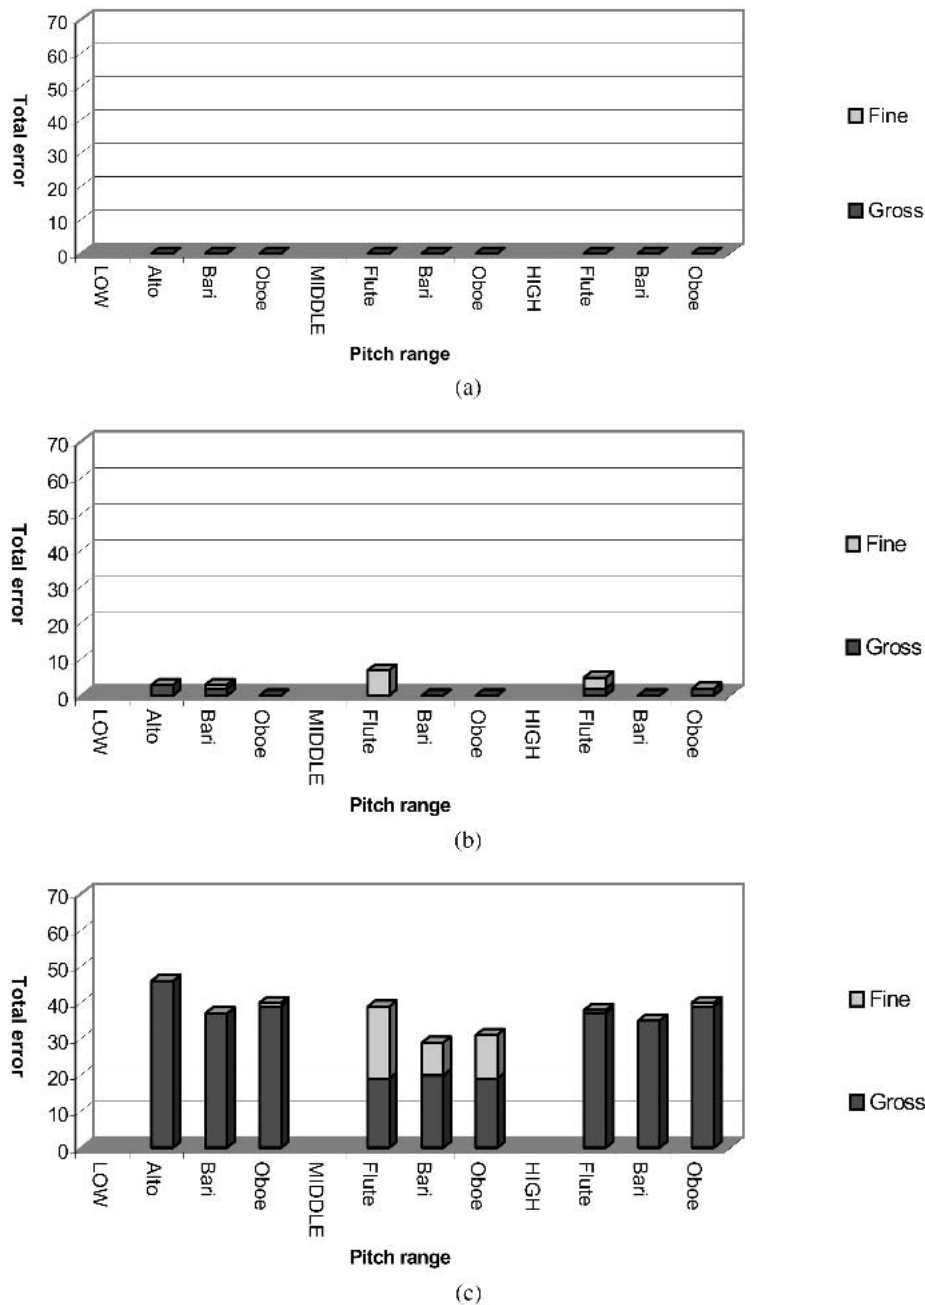 70
60
50
40
30
20
10
0
Total error
LOW
Alto
Bari
Oboe
MIDDLE
Flute
Bari
Oboe
HIGH
Flute
Bari
Oboe
Pitch range
Fine
Gross
(a)
70
60
50
40
30
20
10
0
Total error
LOW
Alto
Bari
Oboe
MIDDLE
Flute
Bari
Oboe
HIGH
Flute
Bari
Oboe
Pitch range
Fine
Gross
(b)
70
60
50
40
30
20
10
0
Total error
LOW
Alto
Bari
Oboe
MIDDLE
Flute
Bari
Oboe
HIGH
Flute
Bari
Oboe
Pitch range
Fine
Gross
(c)